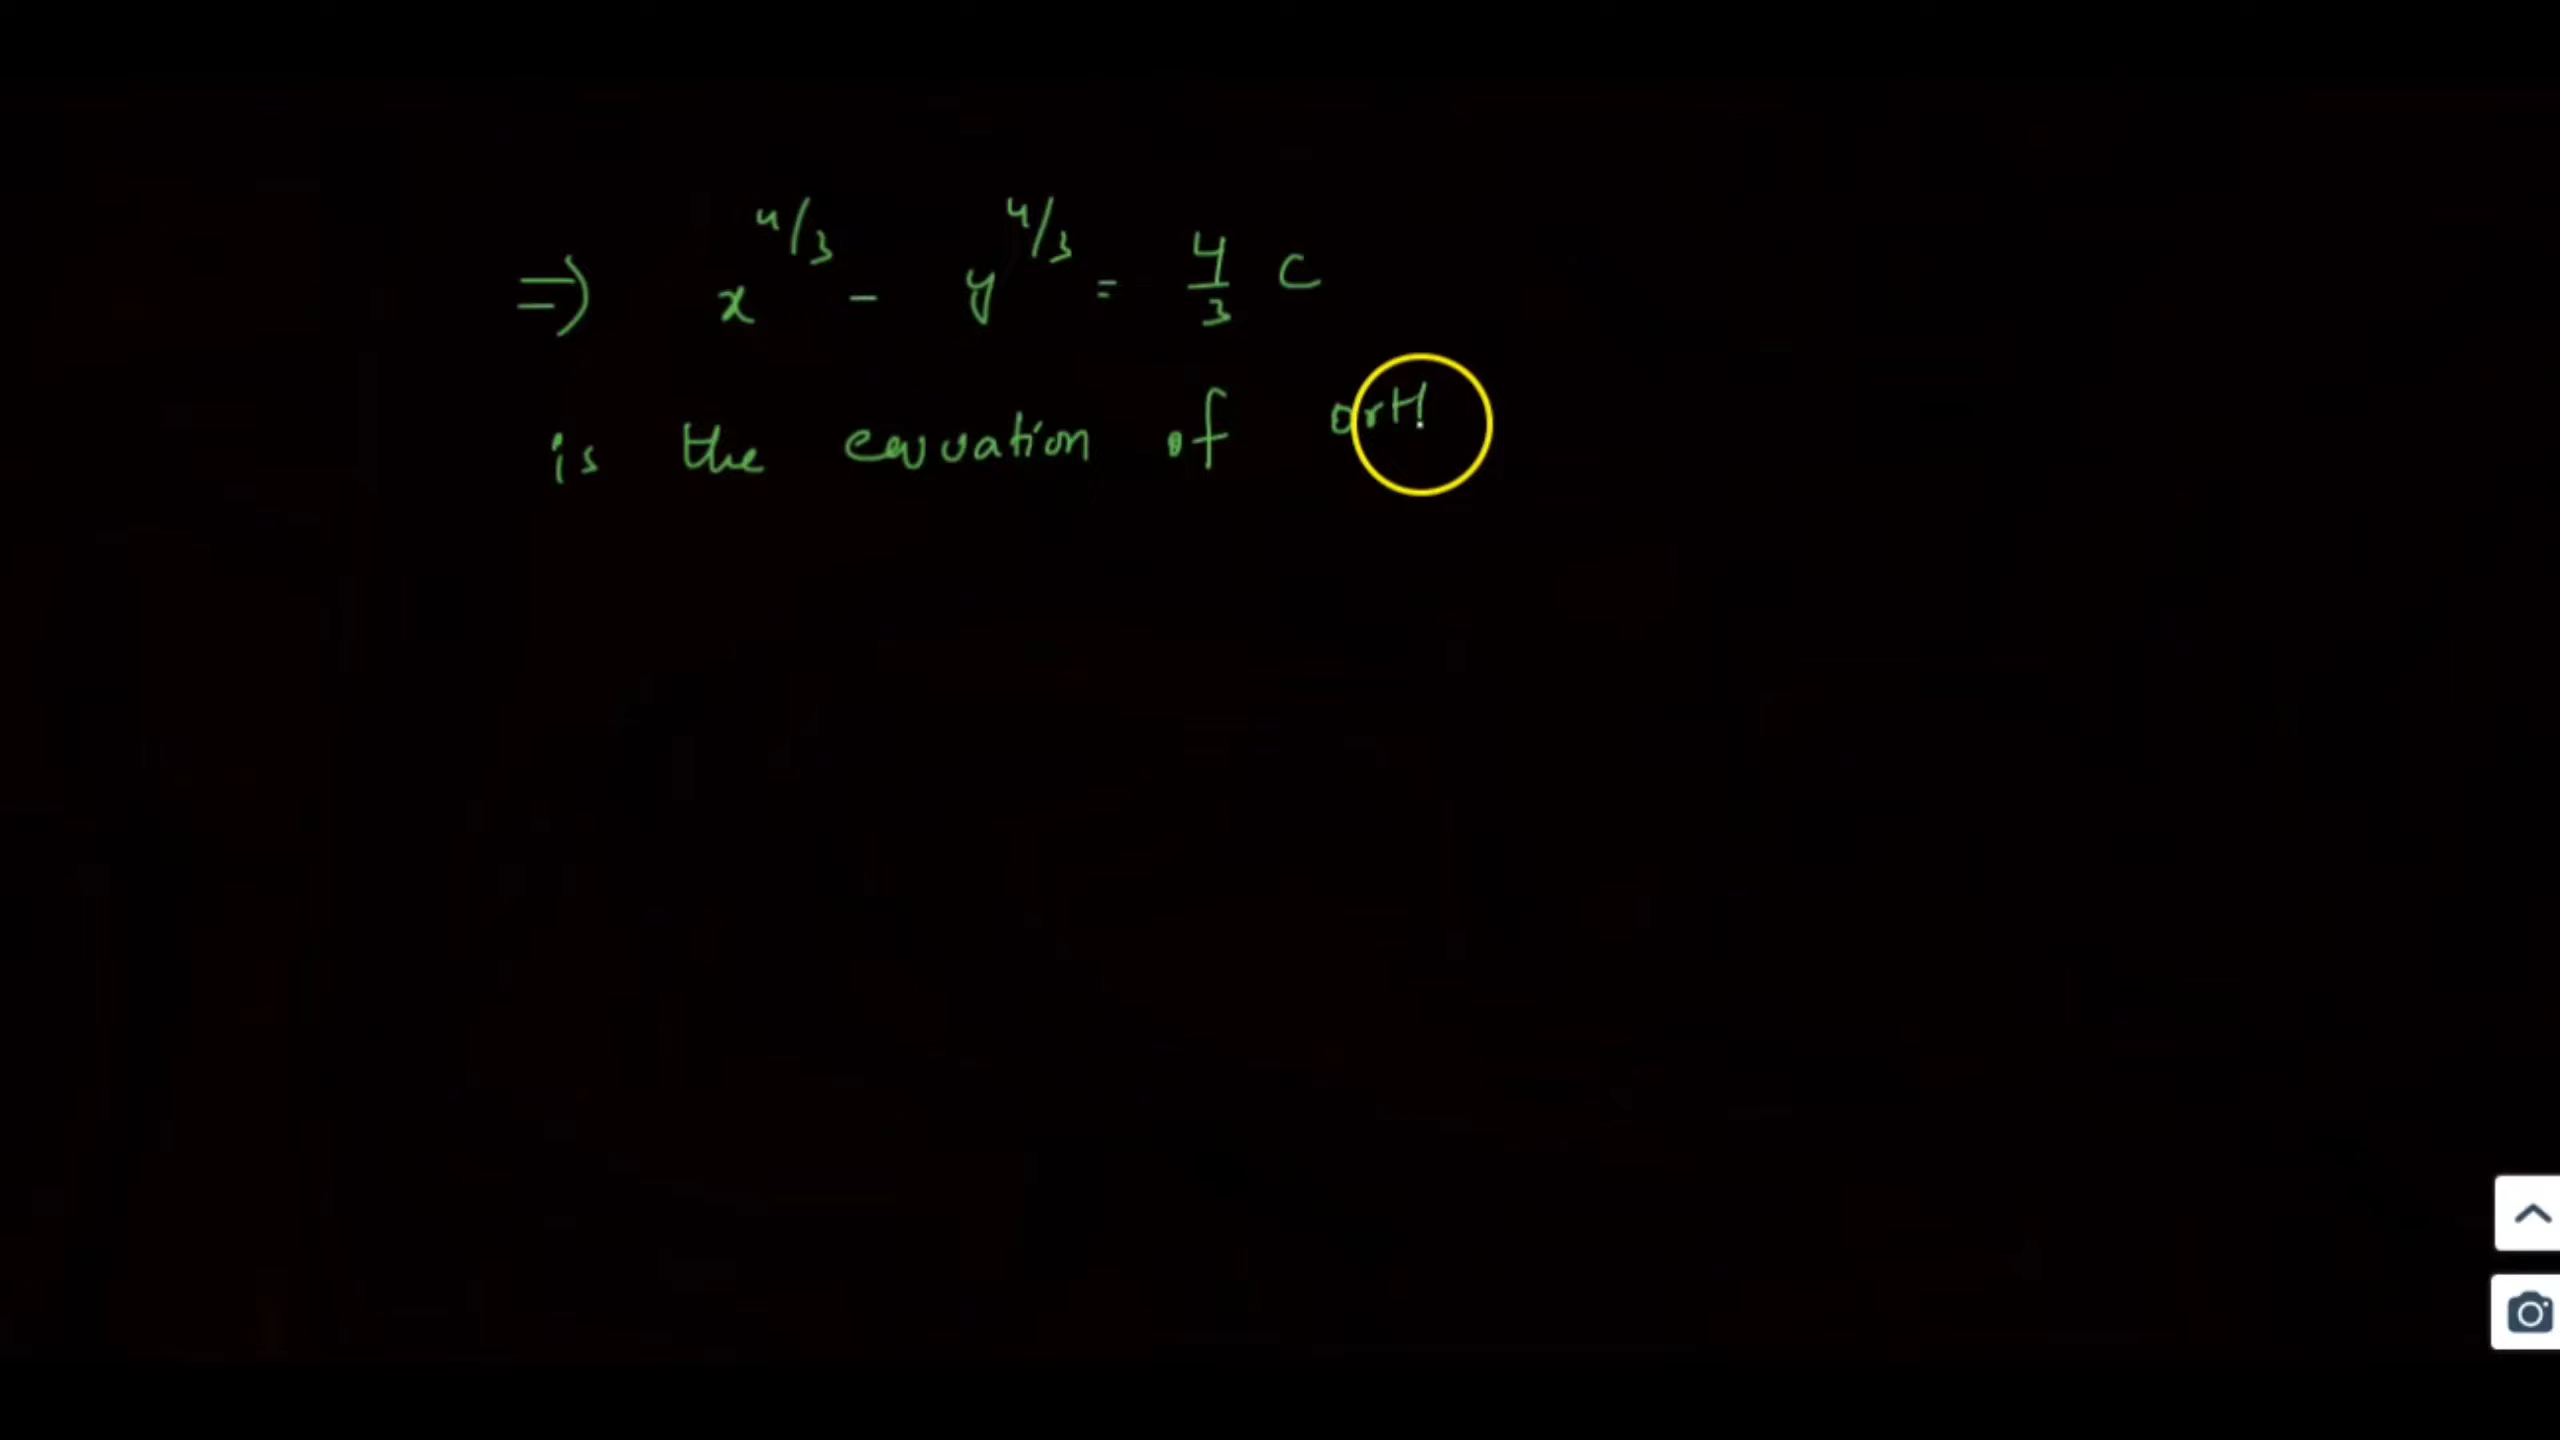 ⇒ x^4/3 - y^4/3 = 4/3 c
is the equation of orth